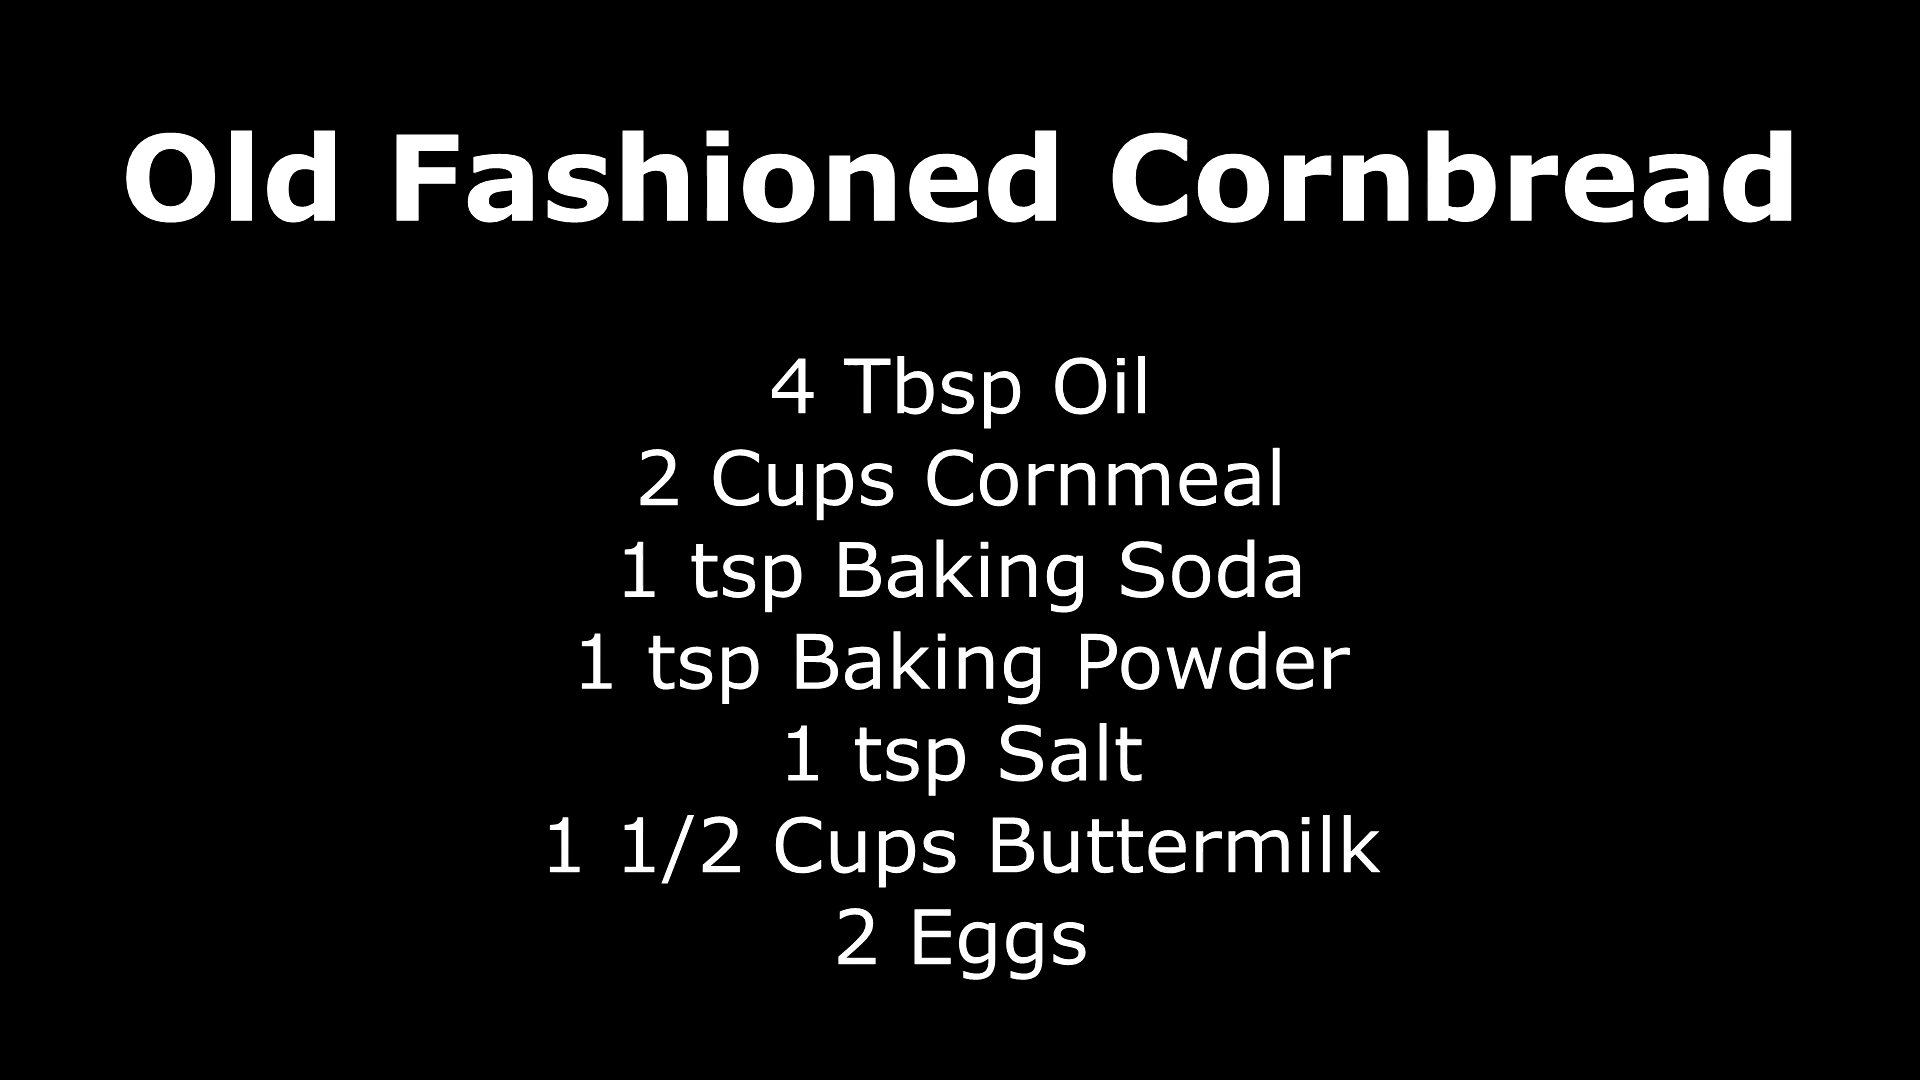 Old Fashioned Cornbread
4 Tbsp Oil
2 Cups Cornmeal
1 tsp Baking Soda
1 tsp Baking Powder
1 tsp Salt
1 1/2 Cups Buttermilk
2 Eggs